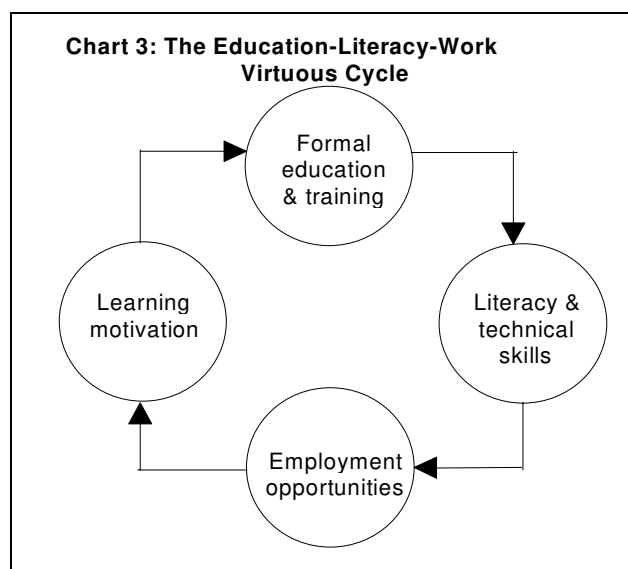 Chart 3: The Education-Literacy-Work
Virtuous Cycle
Formal
education
& training
Literacy &
technical
skills
Employment
opportunities
Learning
motivation